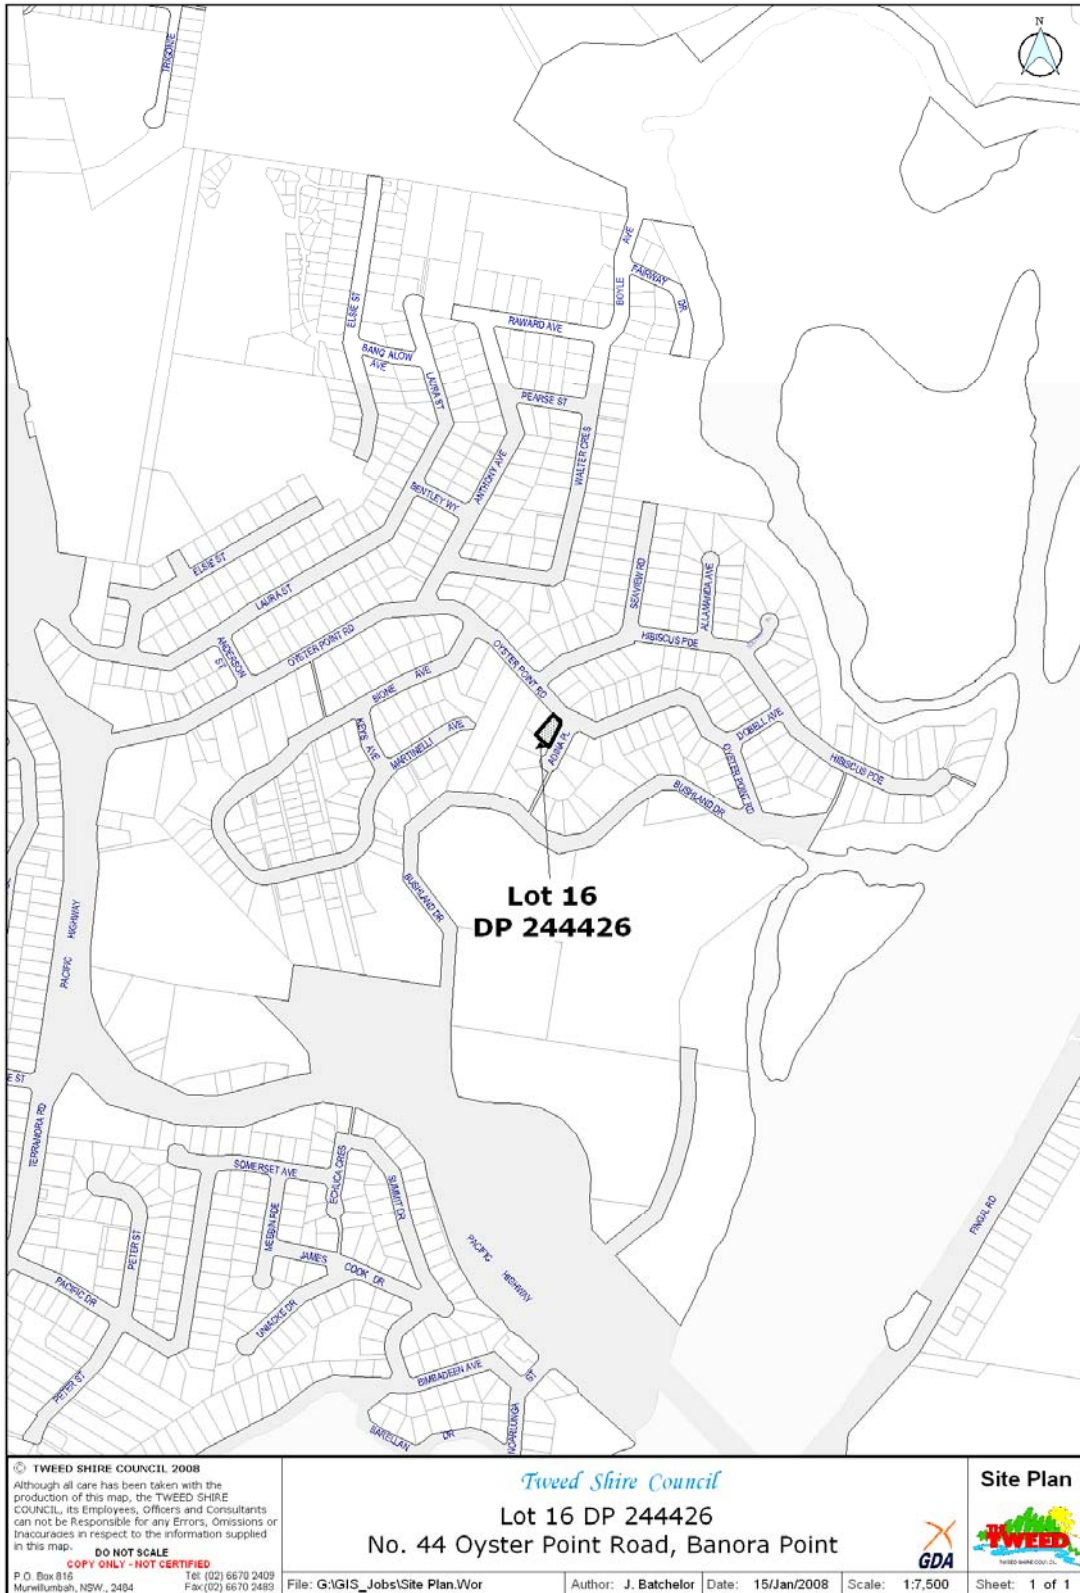 N
TRIGONIE
AVE
FAIRWAY
DR
BOYLE
ELSIE ST
RAWARD AVE
BANG ALOW
AVE
LAURA ST
PEARSE ST
WALTER CRES
ANTHONY AVE
BENTLEY WY
ELSIE ST
SEAVIEW RD
ALLAMANDA AVE
LAURA ST
HIBISCUS PDE
ANDERSON
ST
OYSTER POINT RD
OYSTER POINT RD
BIONE AVE
KEYS AVE
MARTINELLI AVE
ADINA PL
DOBELL AVE
OYSTER POINT RD
HIBISCUS PDE
BUSHLAND DR
BUSHLAND DR
Lot 16
DP 244426
PACIFIC HIGHWAY
E ST
TERRANORA RD
SOMERSET AVE
ECHUCA CRES
SUMMIT DR
MEBBIN PDE
PETER ST
JAMES COOK DR
PACIFIC HIGHWAY
FINGAL RD
PACIFIC DR
UNIACKE DR
PETER ST
BIMBADEEN AVE
ST
NOARLUNGA
BARELLAN DR
© TWEED SHIRE COUNCIL 2008
Although all care has been taken with the
production of this map, the TWEED SHIRE
COUNCIL, its Employees, Officers and Consultants
can not be Responsible for any Errors, Omissions or
Inaccuracies in respect to the information supplied
in this map.
DO NOT SCALE
COPY ONLY - NOT CERTIFIED
P.O. Box 816 Tel: (02) 6670 2409
Murwillumbah, NSW., 2484 Fax:(02) 6670 2483
Tweed Shire Council
Lot 16 DP 244426
No. 44 Oyster Point Road, Banora Point
GDA
Site Plan
TWEED
TWEED SHIRE COUNCIL
File: G:\GIS_Jobs\Site Plan.Wor Author: J. Batchelor Date: 15/Jan/2008 Scale: 1:7,500 Sheet: 1 of 1